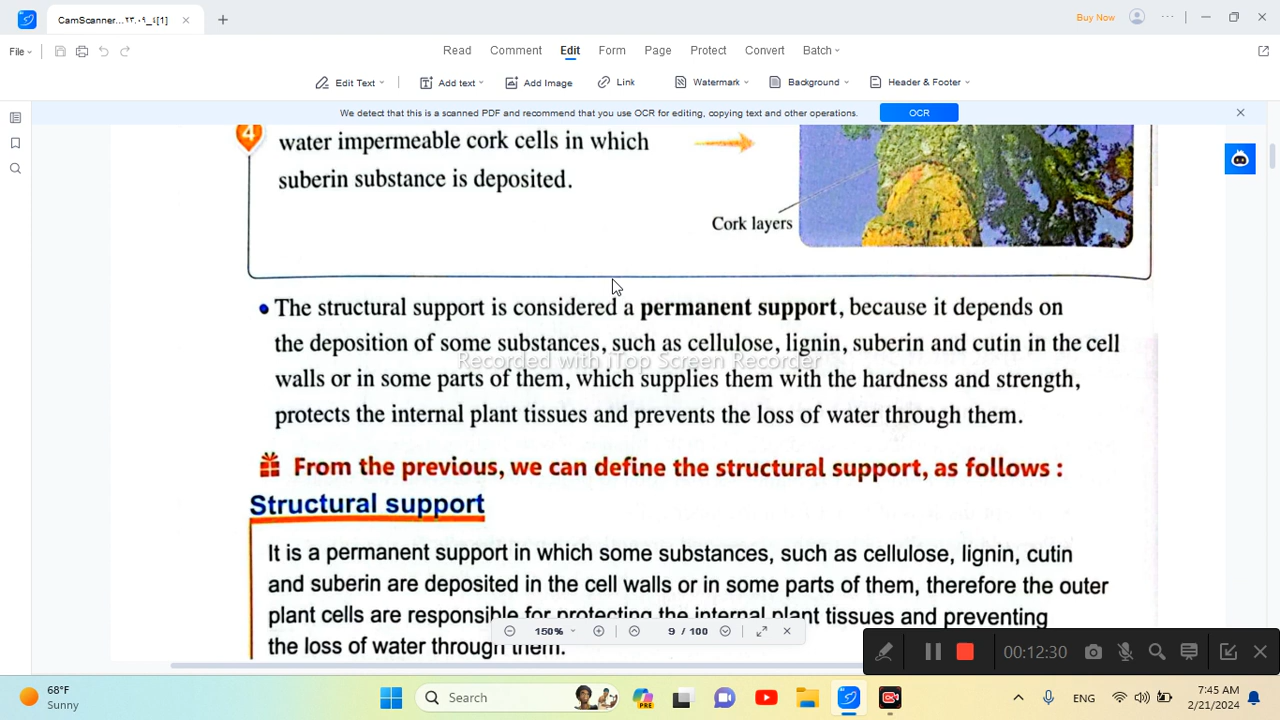 CamScanner...٢٣.٠٩_٤[1]
Buy Now
File
Read Comment Edit Form Page Protect Convert Batch
Edit Text Add text Add Image Link Watermark Background Header & Footer
We detect that this is a scanned PDF and recommend that you use OCR for editing, copying text and other operations.
OCR
4
water impermeable cork cells in which
suberin substance is deposited.
Cork layers
• The structural support is considered a permanent support, because it depends on
the deposition of some substances, such as cellulose, lignin, suberin and cutin in the cell
Recorded with iTop Screen Recorder
walls or in some parts of them, which supplies them with the hardness and strength,
protects the internal plant tissues and prevents the loss of water through them.
From the previous, we can define the structural support, as follows :
Structural support
It is a permanent support in which some substances, such as cellulose, lignin, cutin
and suberin are deposited in the cell walls or in some parts of them, therefore the outer
plant cells are responsible for protecting the internal plant tissues and preventing
the loss of water through them.
150% 9 / 100
00:12:30
68°F
Sunny
Search
PRE
ENG
7:45 AM
2/21/2024